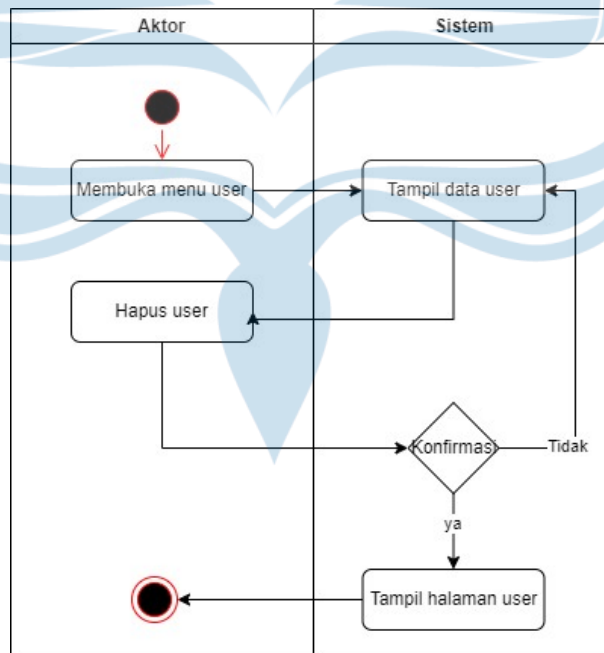 Aktor
Sistem
Membuka menu user
Tampil data user
Hapus user
Konfirmasi
Tidak
ya
Tampil halaman user